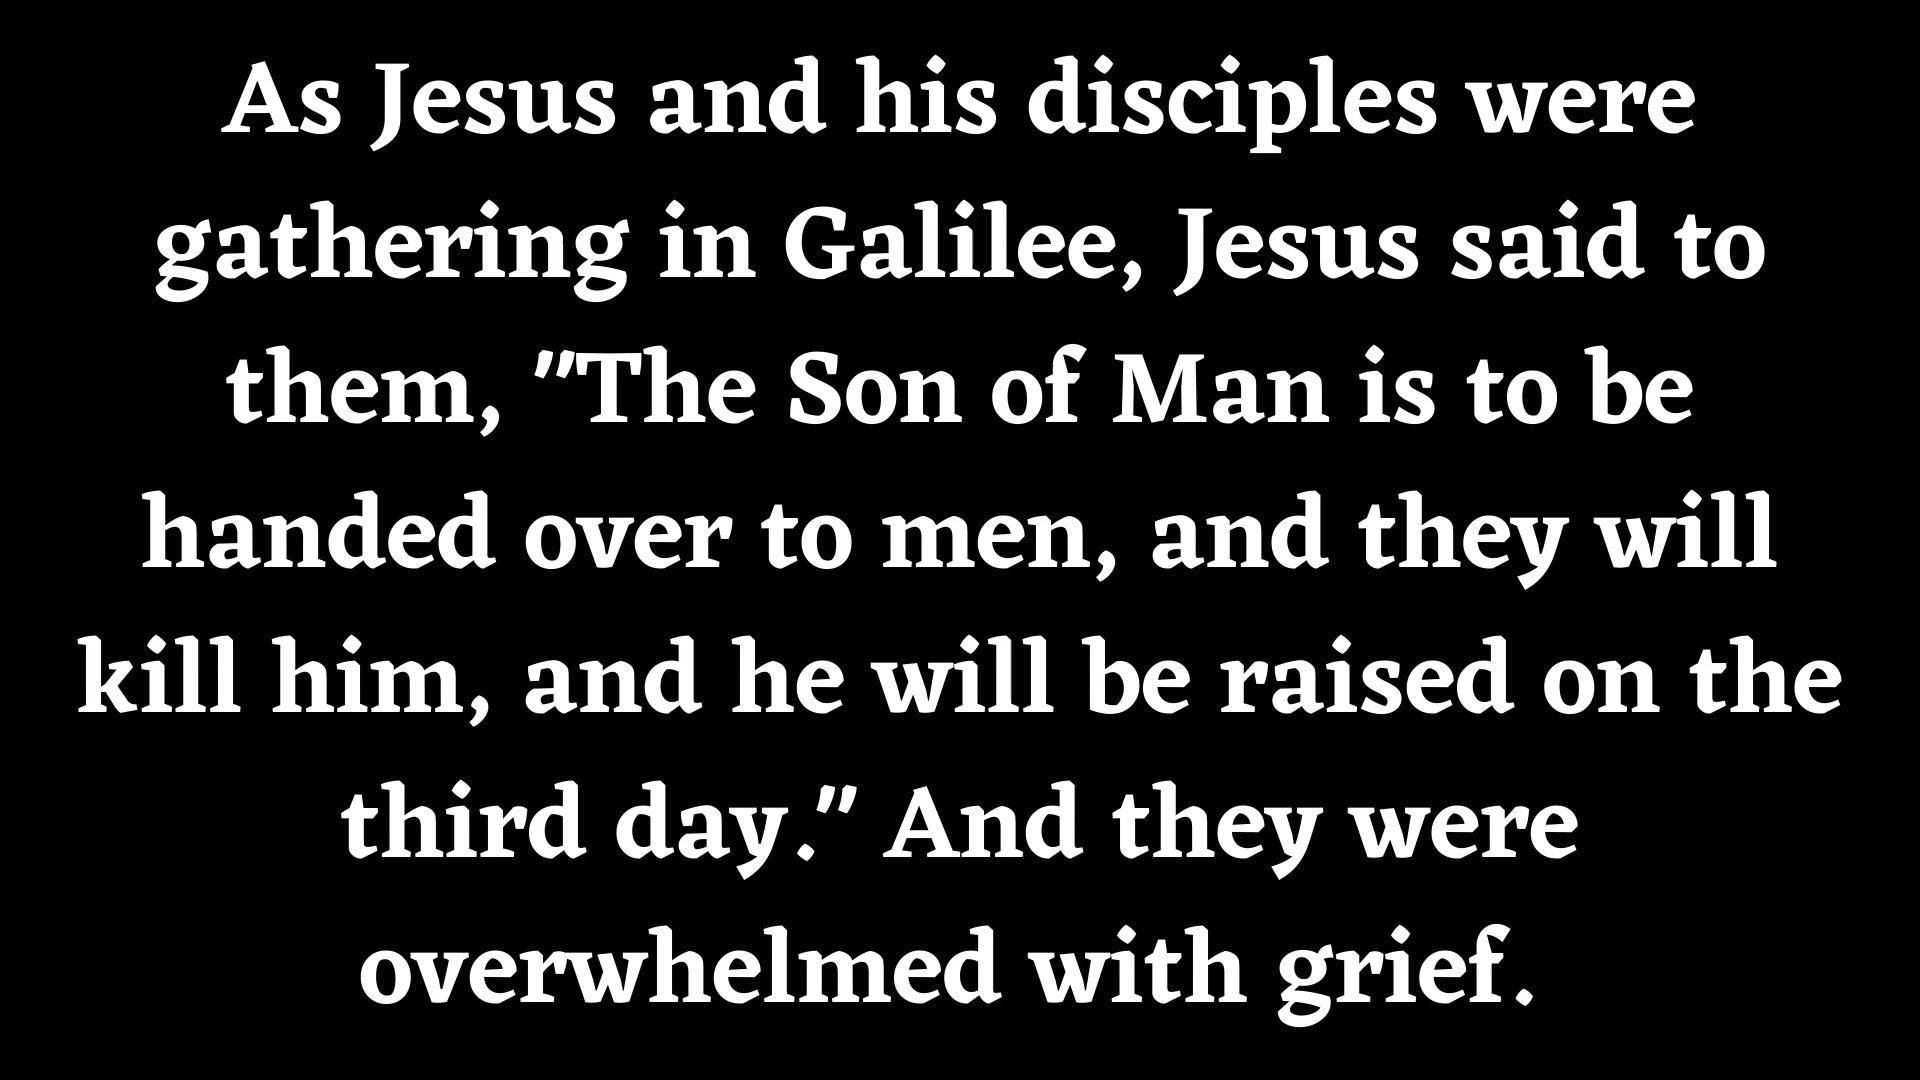 As Jesus and his disciples were
gathering in Galilee, Jesus said to
them, "The Son of Man is to be
handed over to men, and they will
kill him, and he will be raised on the
third day." And they were
overwhelmed with grief.